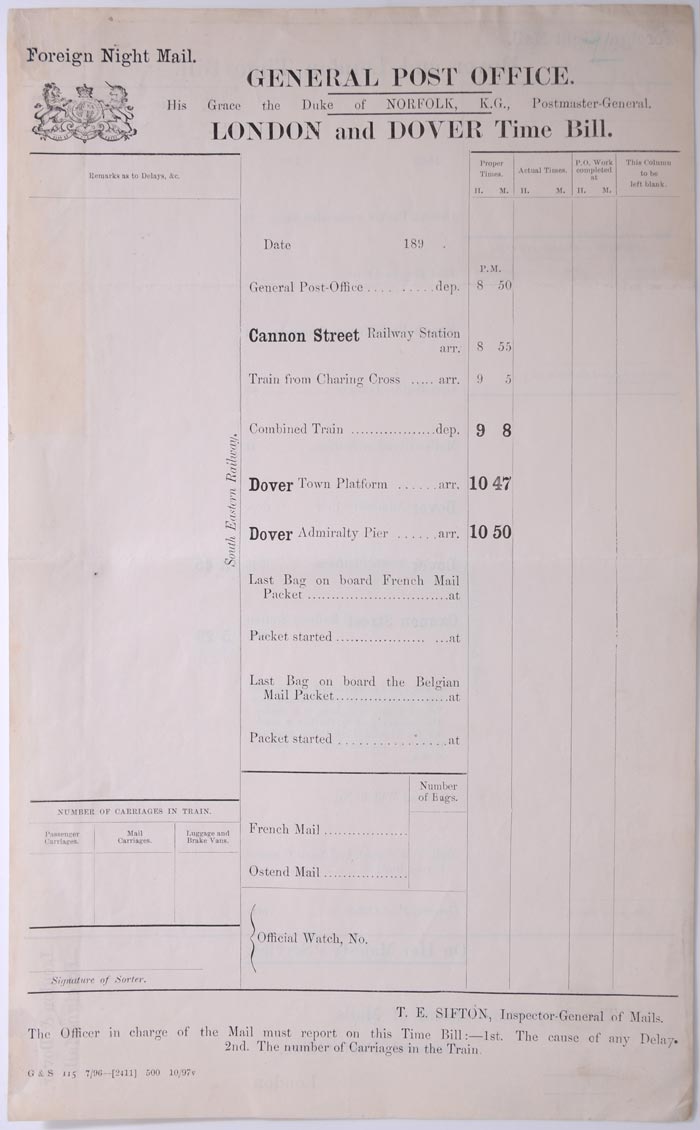 Foreign Night Mail.
GENERAL POST OFFICE.
His Grace the Duke of NORFOLK, K.G., Postmaster-General.
LONDON and DOVER Time Bill.
Remarks as to Delays, &c.
Proper Times. H. M.
Actual Times. H. M.
P.O. Work completed at H. M.
This Column to be left blank.
Date 189 .
P.M.
General Post-Office .... ......dep. 8 50
Cannon Street Railway Station
arr. 8 55
Train from Charing Cross ..... arr. 9 5
Combined Train ..................dep. 9 8
South Eastern Railway.
Dover Town Platform ......arr. 10 47
Dover Admiralty Pier ......arr. 10 50
Last Bag on board French Mail
Packet ..............................at
Packet started .................. ...at
Last Bag on board the Belgian
Mail Packet........................at
Packet started ......................at
Number
of Bags.
French Mail .................
Ostend Mail .................
Official Watch, No.
NUMBER OF CARRIAGES IN TRAIN.
Passenger Carriages.
Mail Carriages.
Luggage and Brake Vans.
Signature of Sorter.
T. E. SIFTON, Inspector-General of Mails.
The Officer in charge of the Mail must report on this Time Bill:—1st. The cause of any Delay.
2nd. The number of Carriages in the Train.
G & S 115 7/96—[2411] 500 10/97